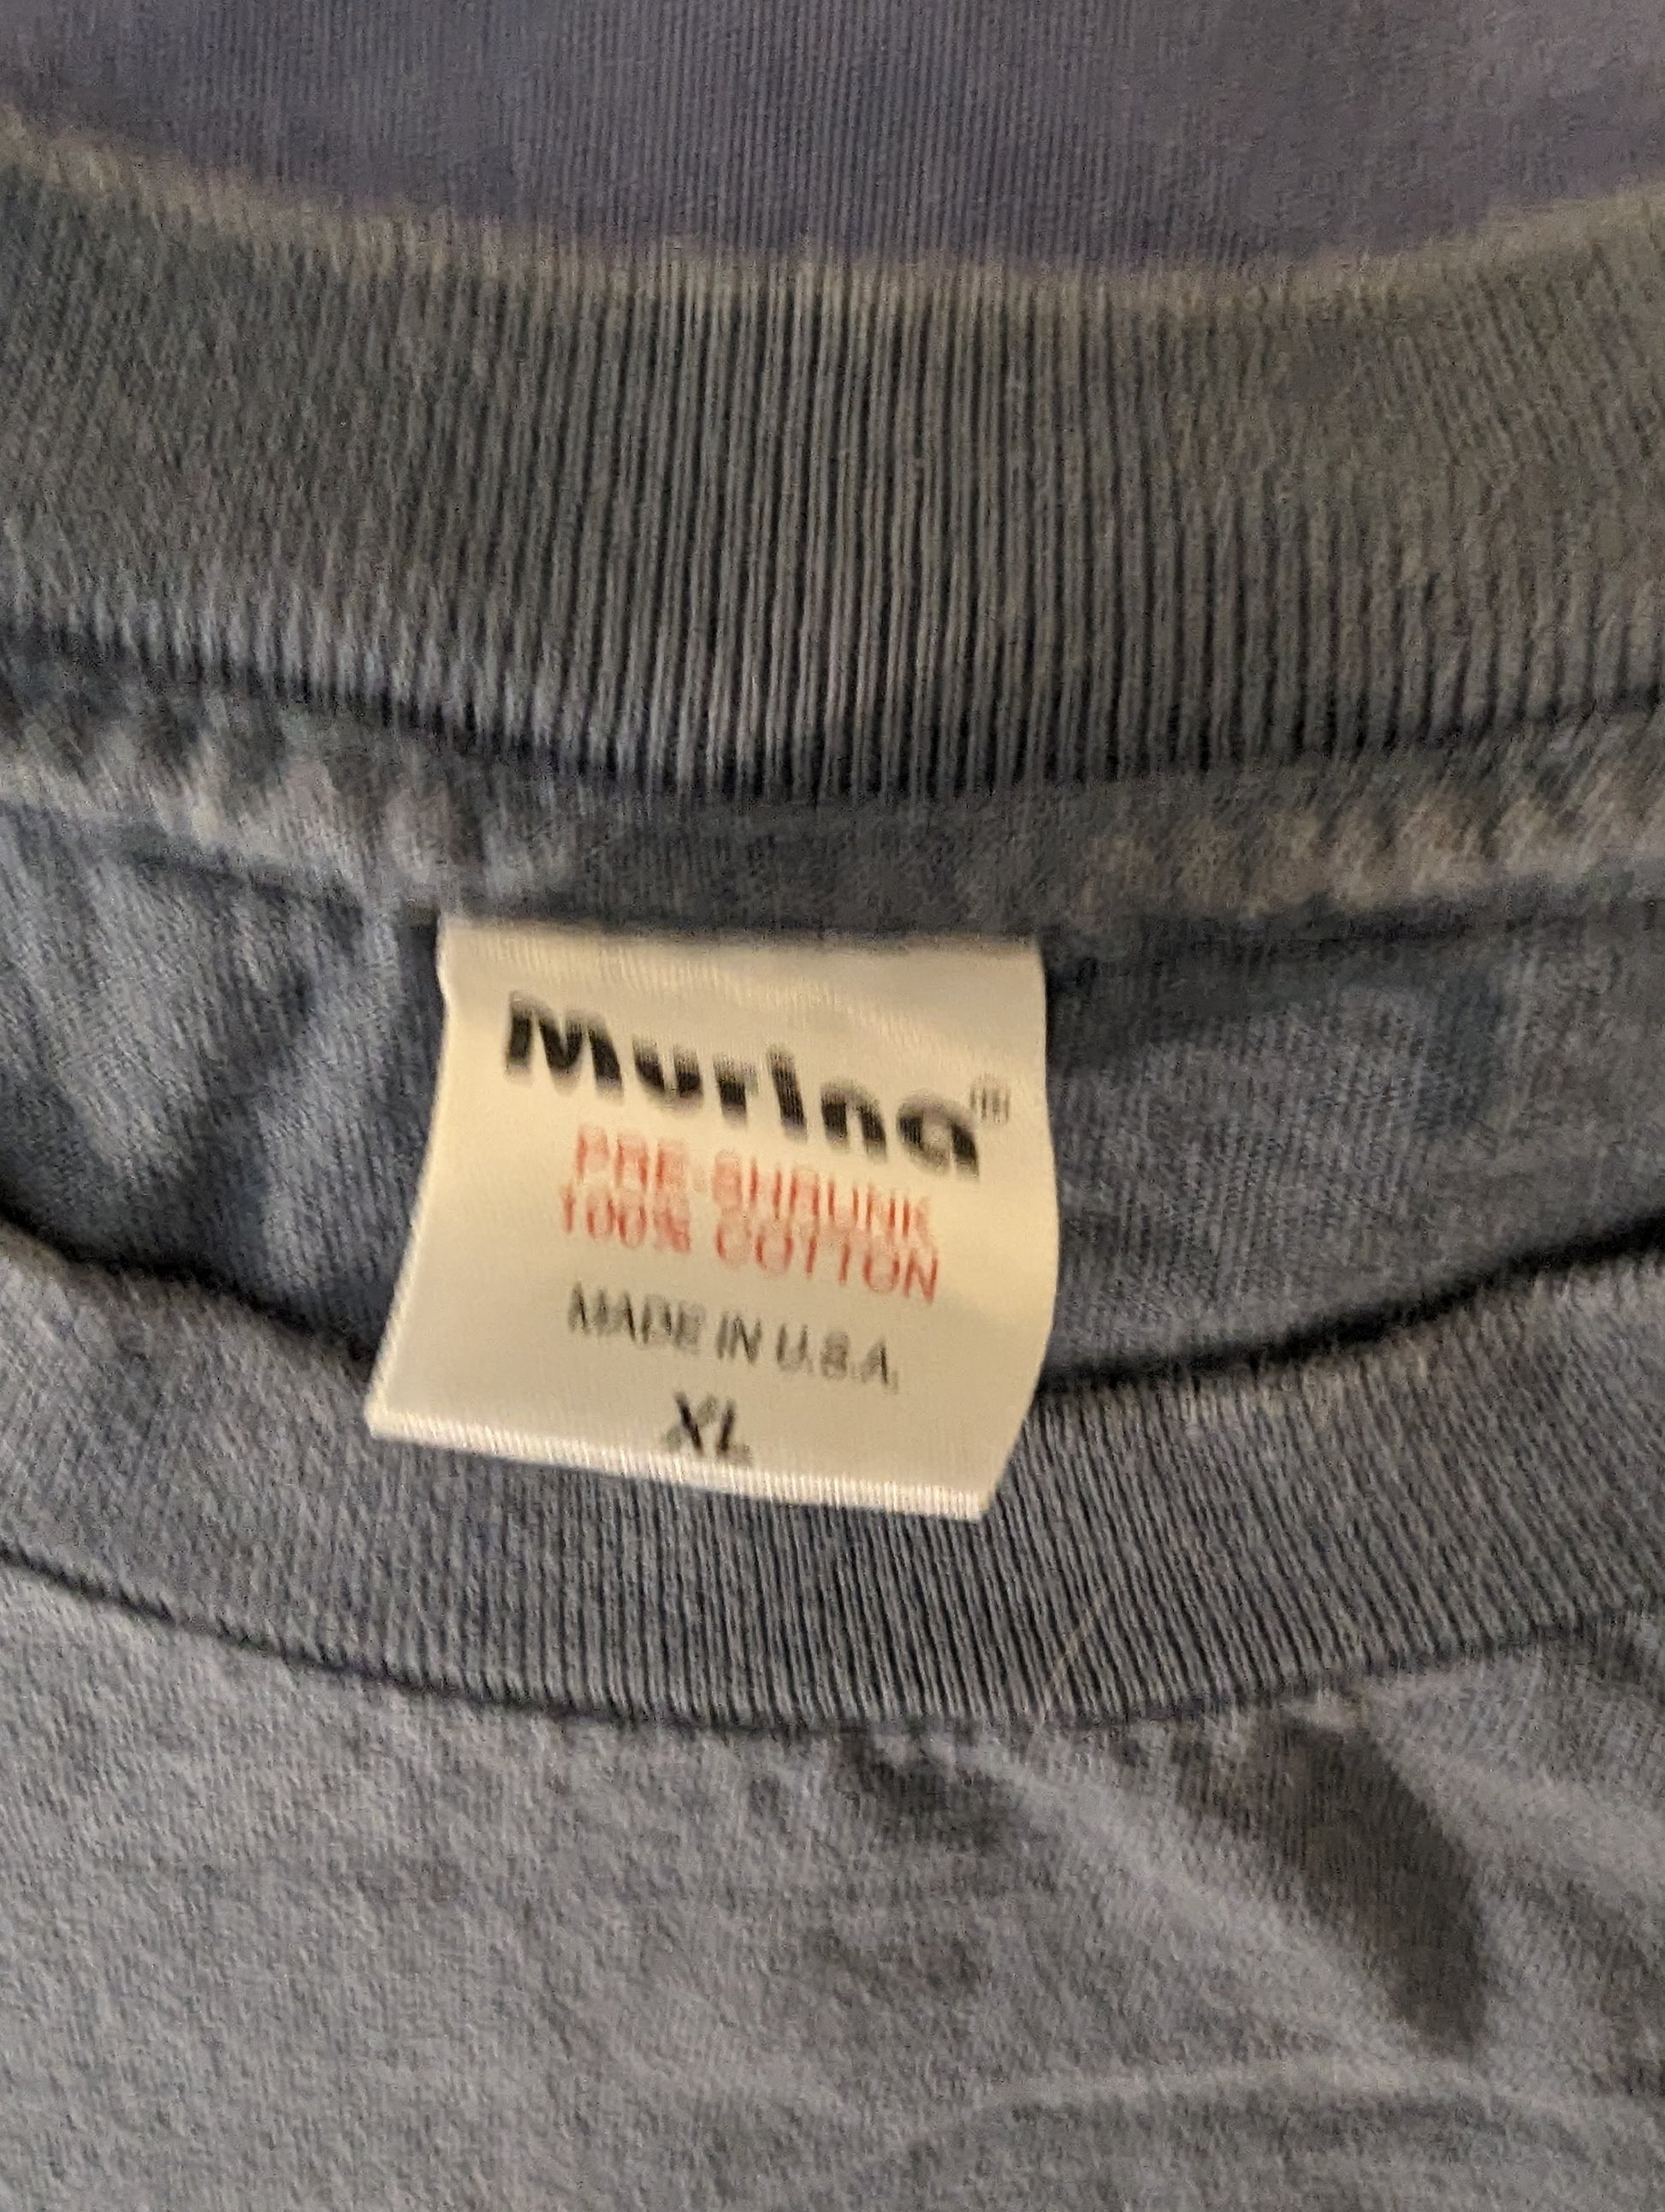 Murina®
PRE-SHRUNK
100% COTTON
MADE IN U.S.A.
XL